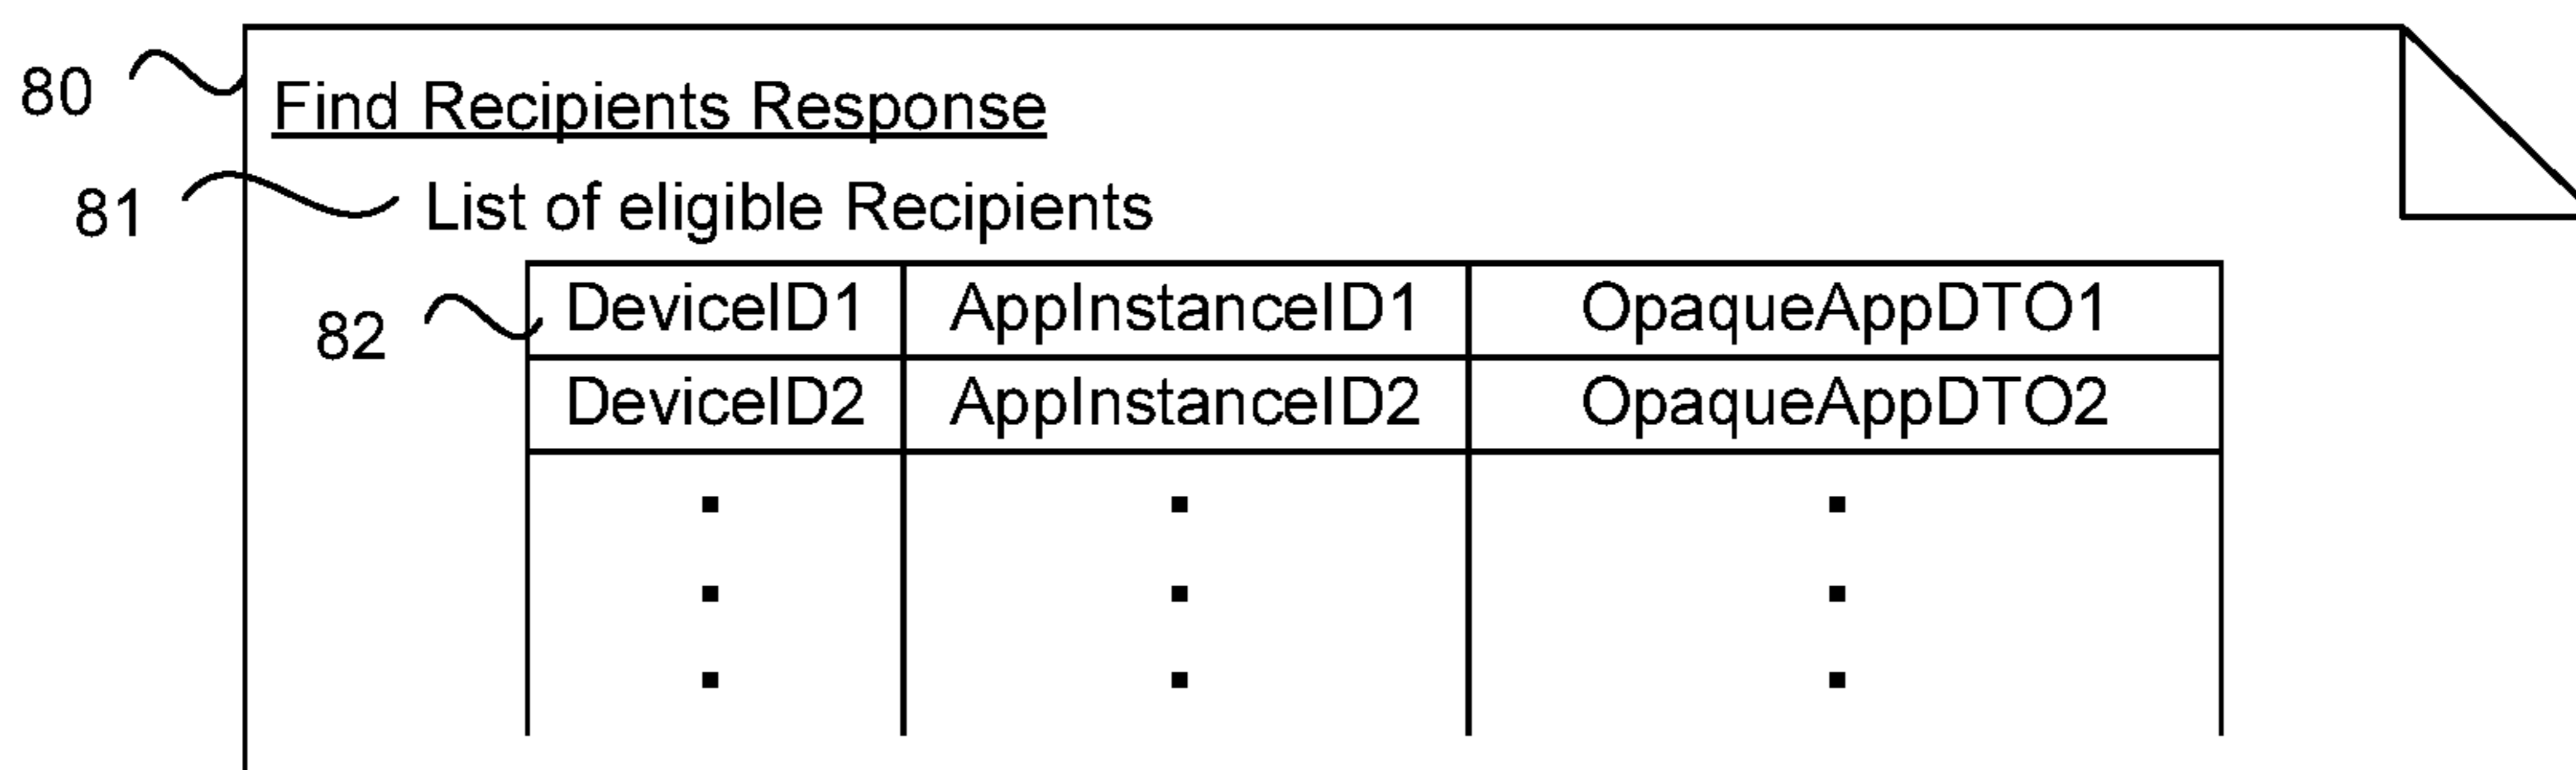 80 Find Recipients Response
81 List of eligible Recipients
82 DeviceID1 AppInstanceID1 OpaqueAppDTO1
DeviceID2 AppInstanceID2 OpaqueAppDTO2